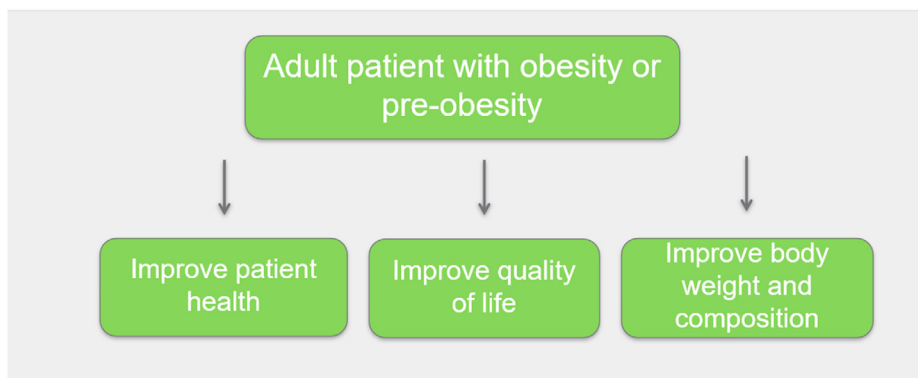 Adult patient with obesity or
pre-obesity
Improve patient
health
Improve quality
of life
Improve body
weight and
composition